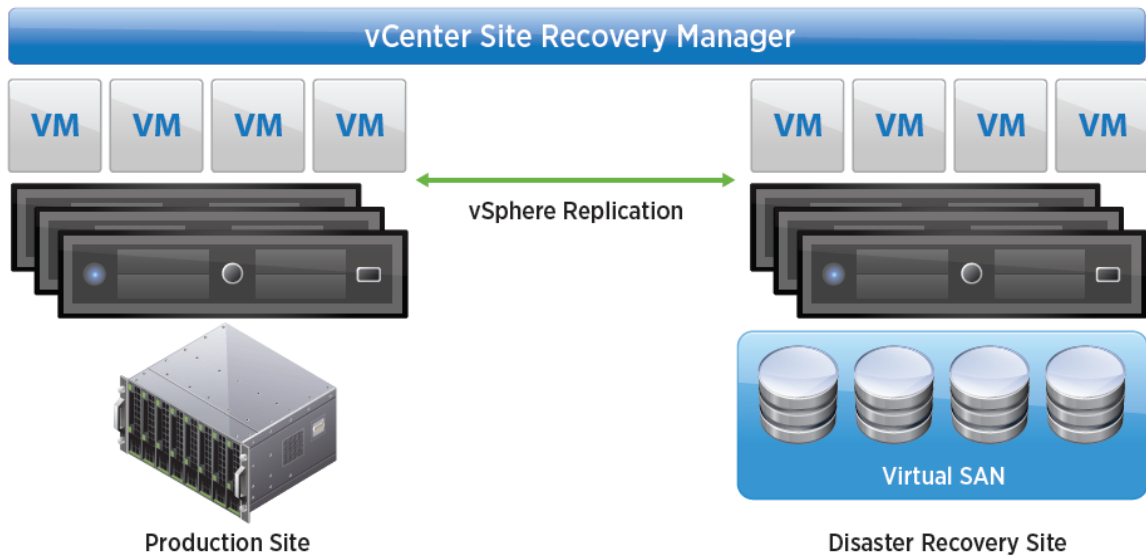 vCenter Site Recovery Manager
VM VM VM VM VM VM VM VM
vSphere Replication
Virtual SAN
Production Site Disaster Recovery Site